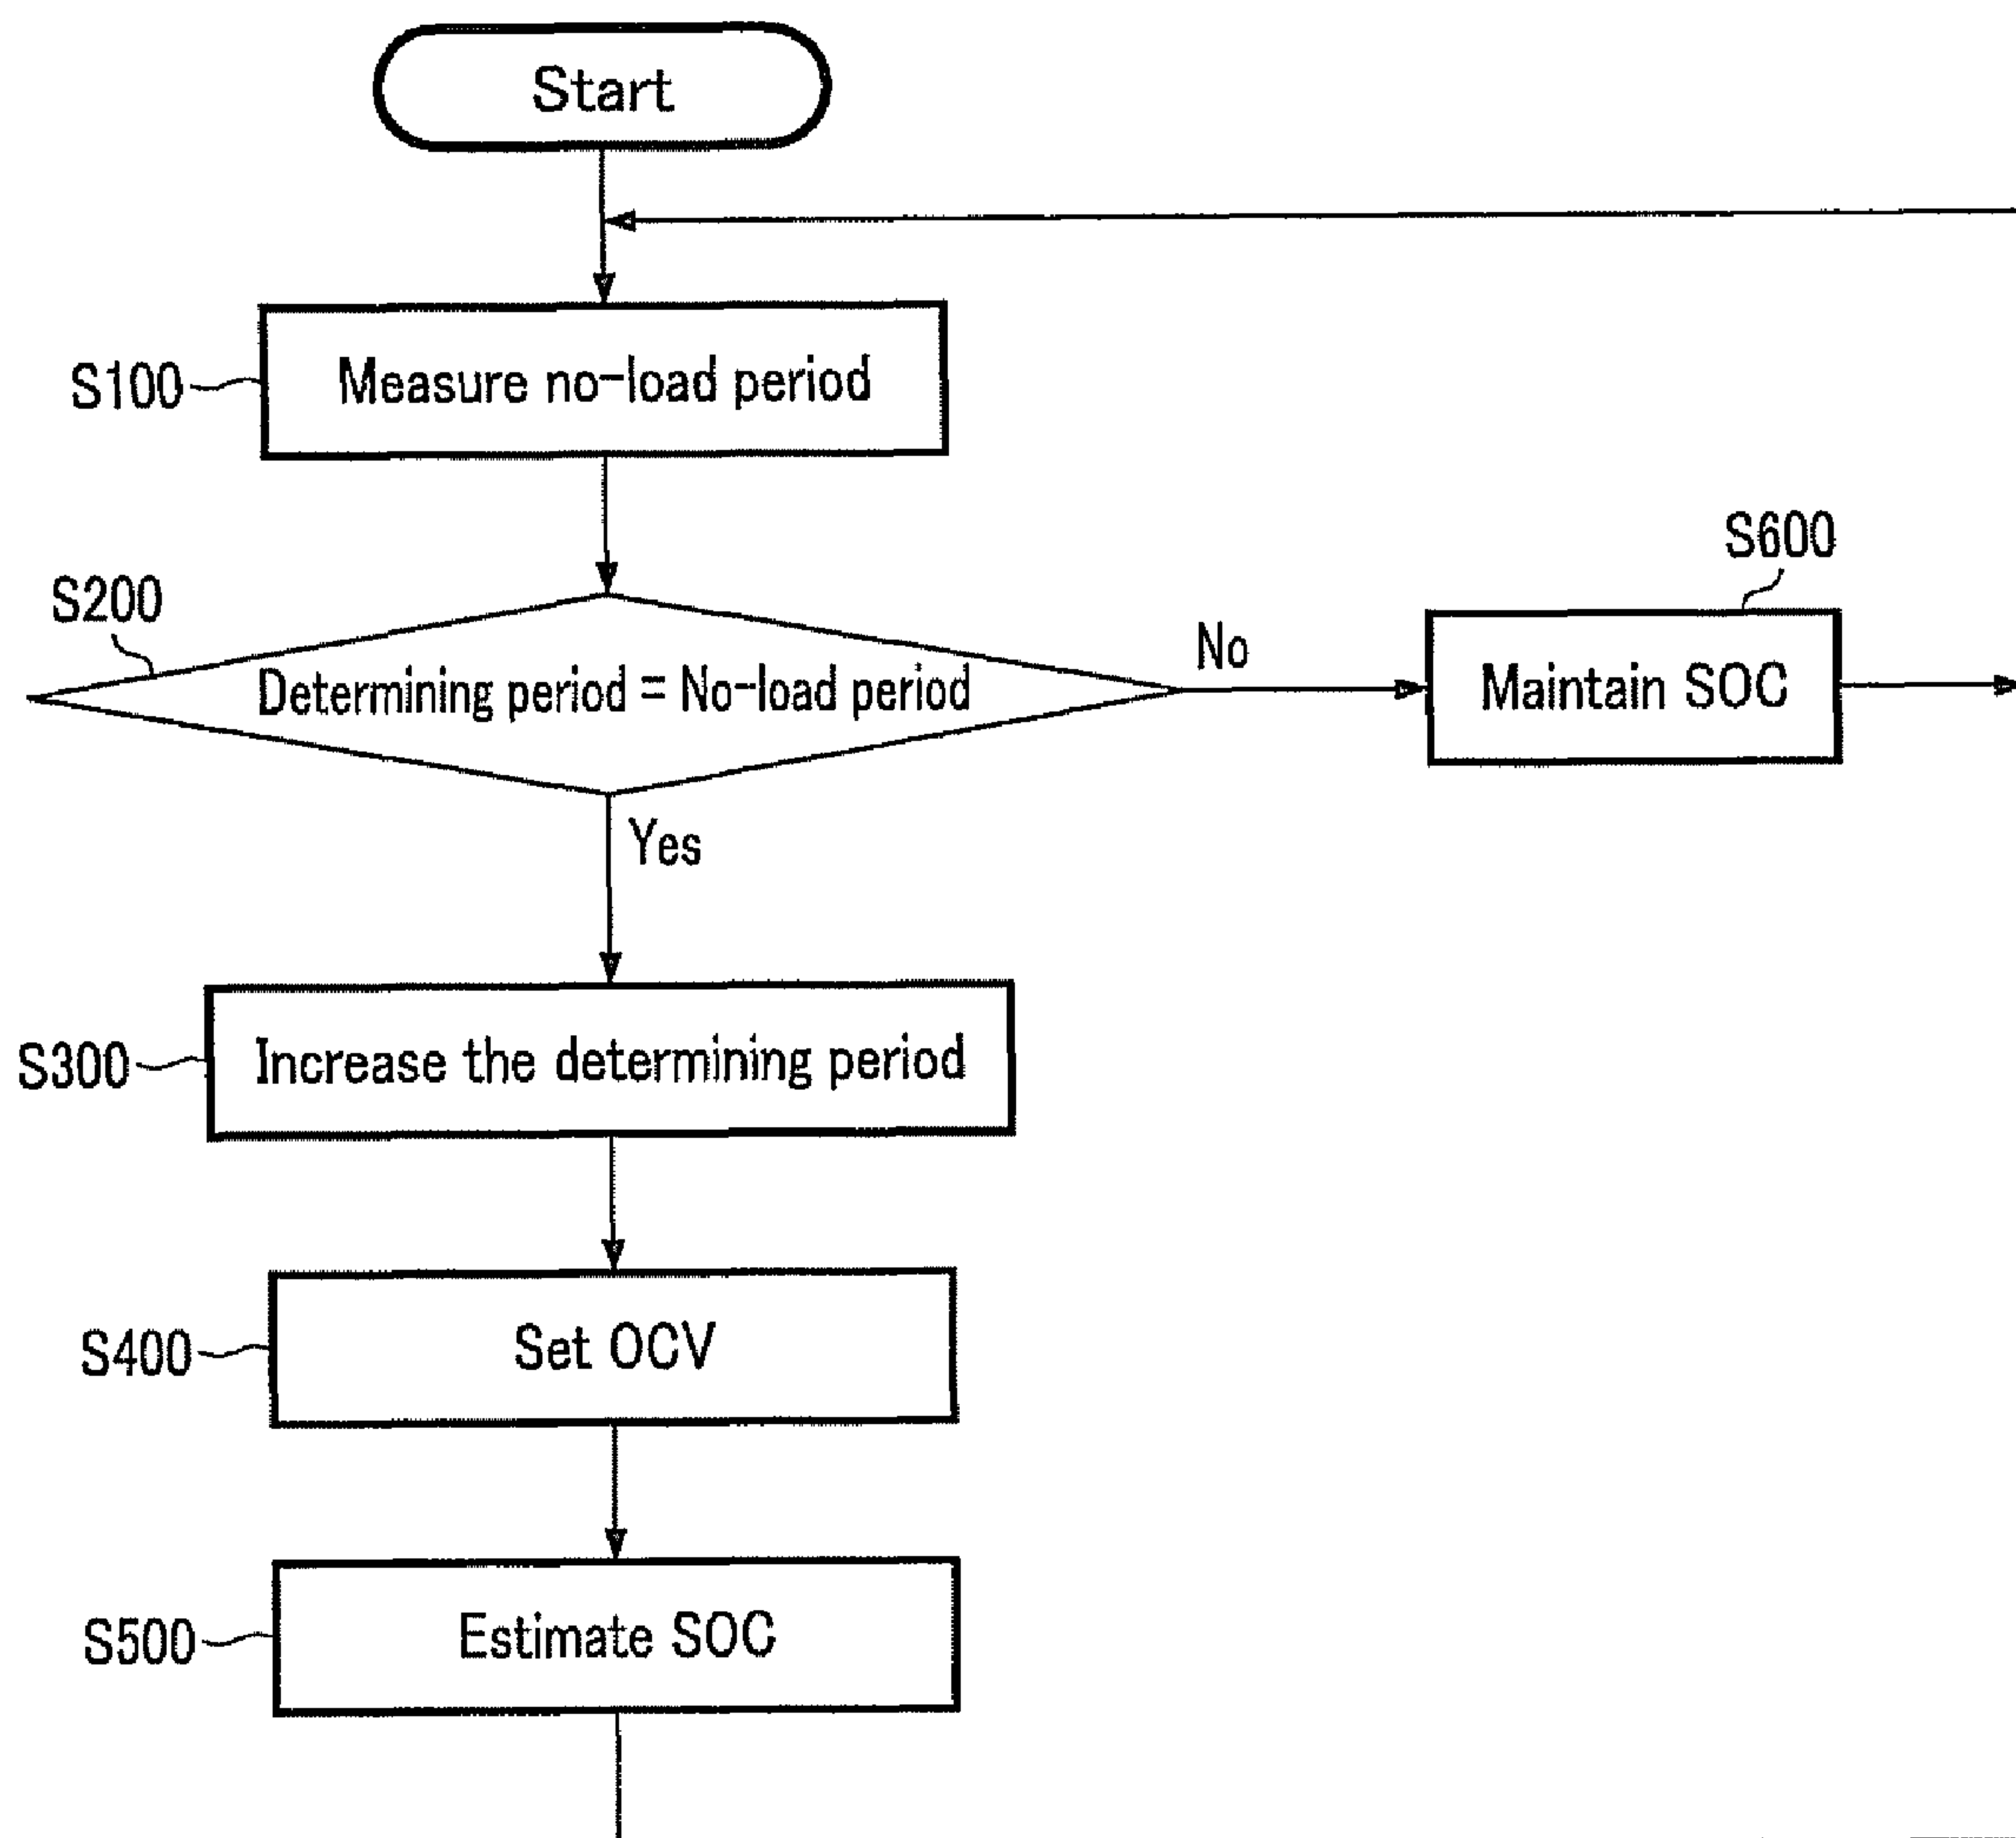 Start
S100
Measure no-load period
S200
Determining period = No-load period
No
S600
Maintain SOC
Yes
S300
Increase the determining period
S400
Set OCV
S500
Estimate SOC